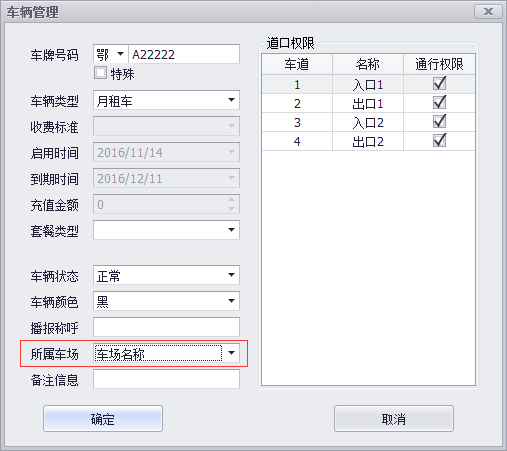 车辆管理
车牌号码 鄂 A22222
特殊
车辆类型 月租车
收费标准
启用时间 2016/11/14
到期时间 2016/12/11
充值金额 0
套餐类型
车辆状态 正常
车辆颜色 黑
播报称呼
所属车场 车场名称
备注信息
道口权限
车道 名称 通行权限
1 入口1
2 出口1
3 入口2
4 出口2
确定 取消